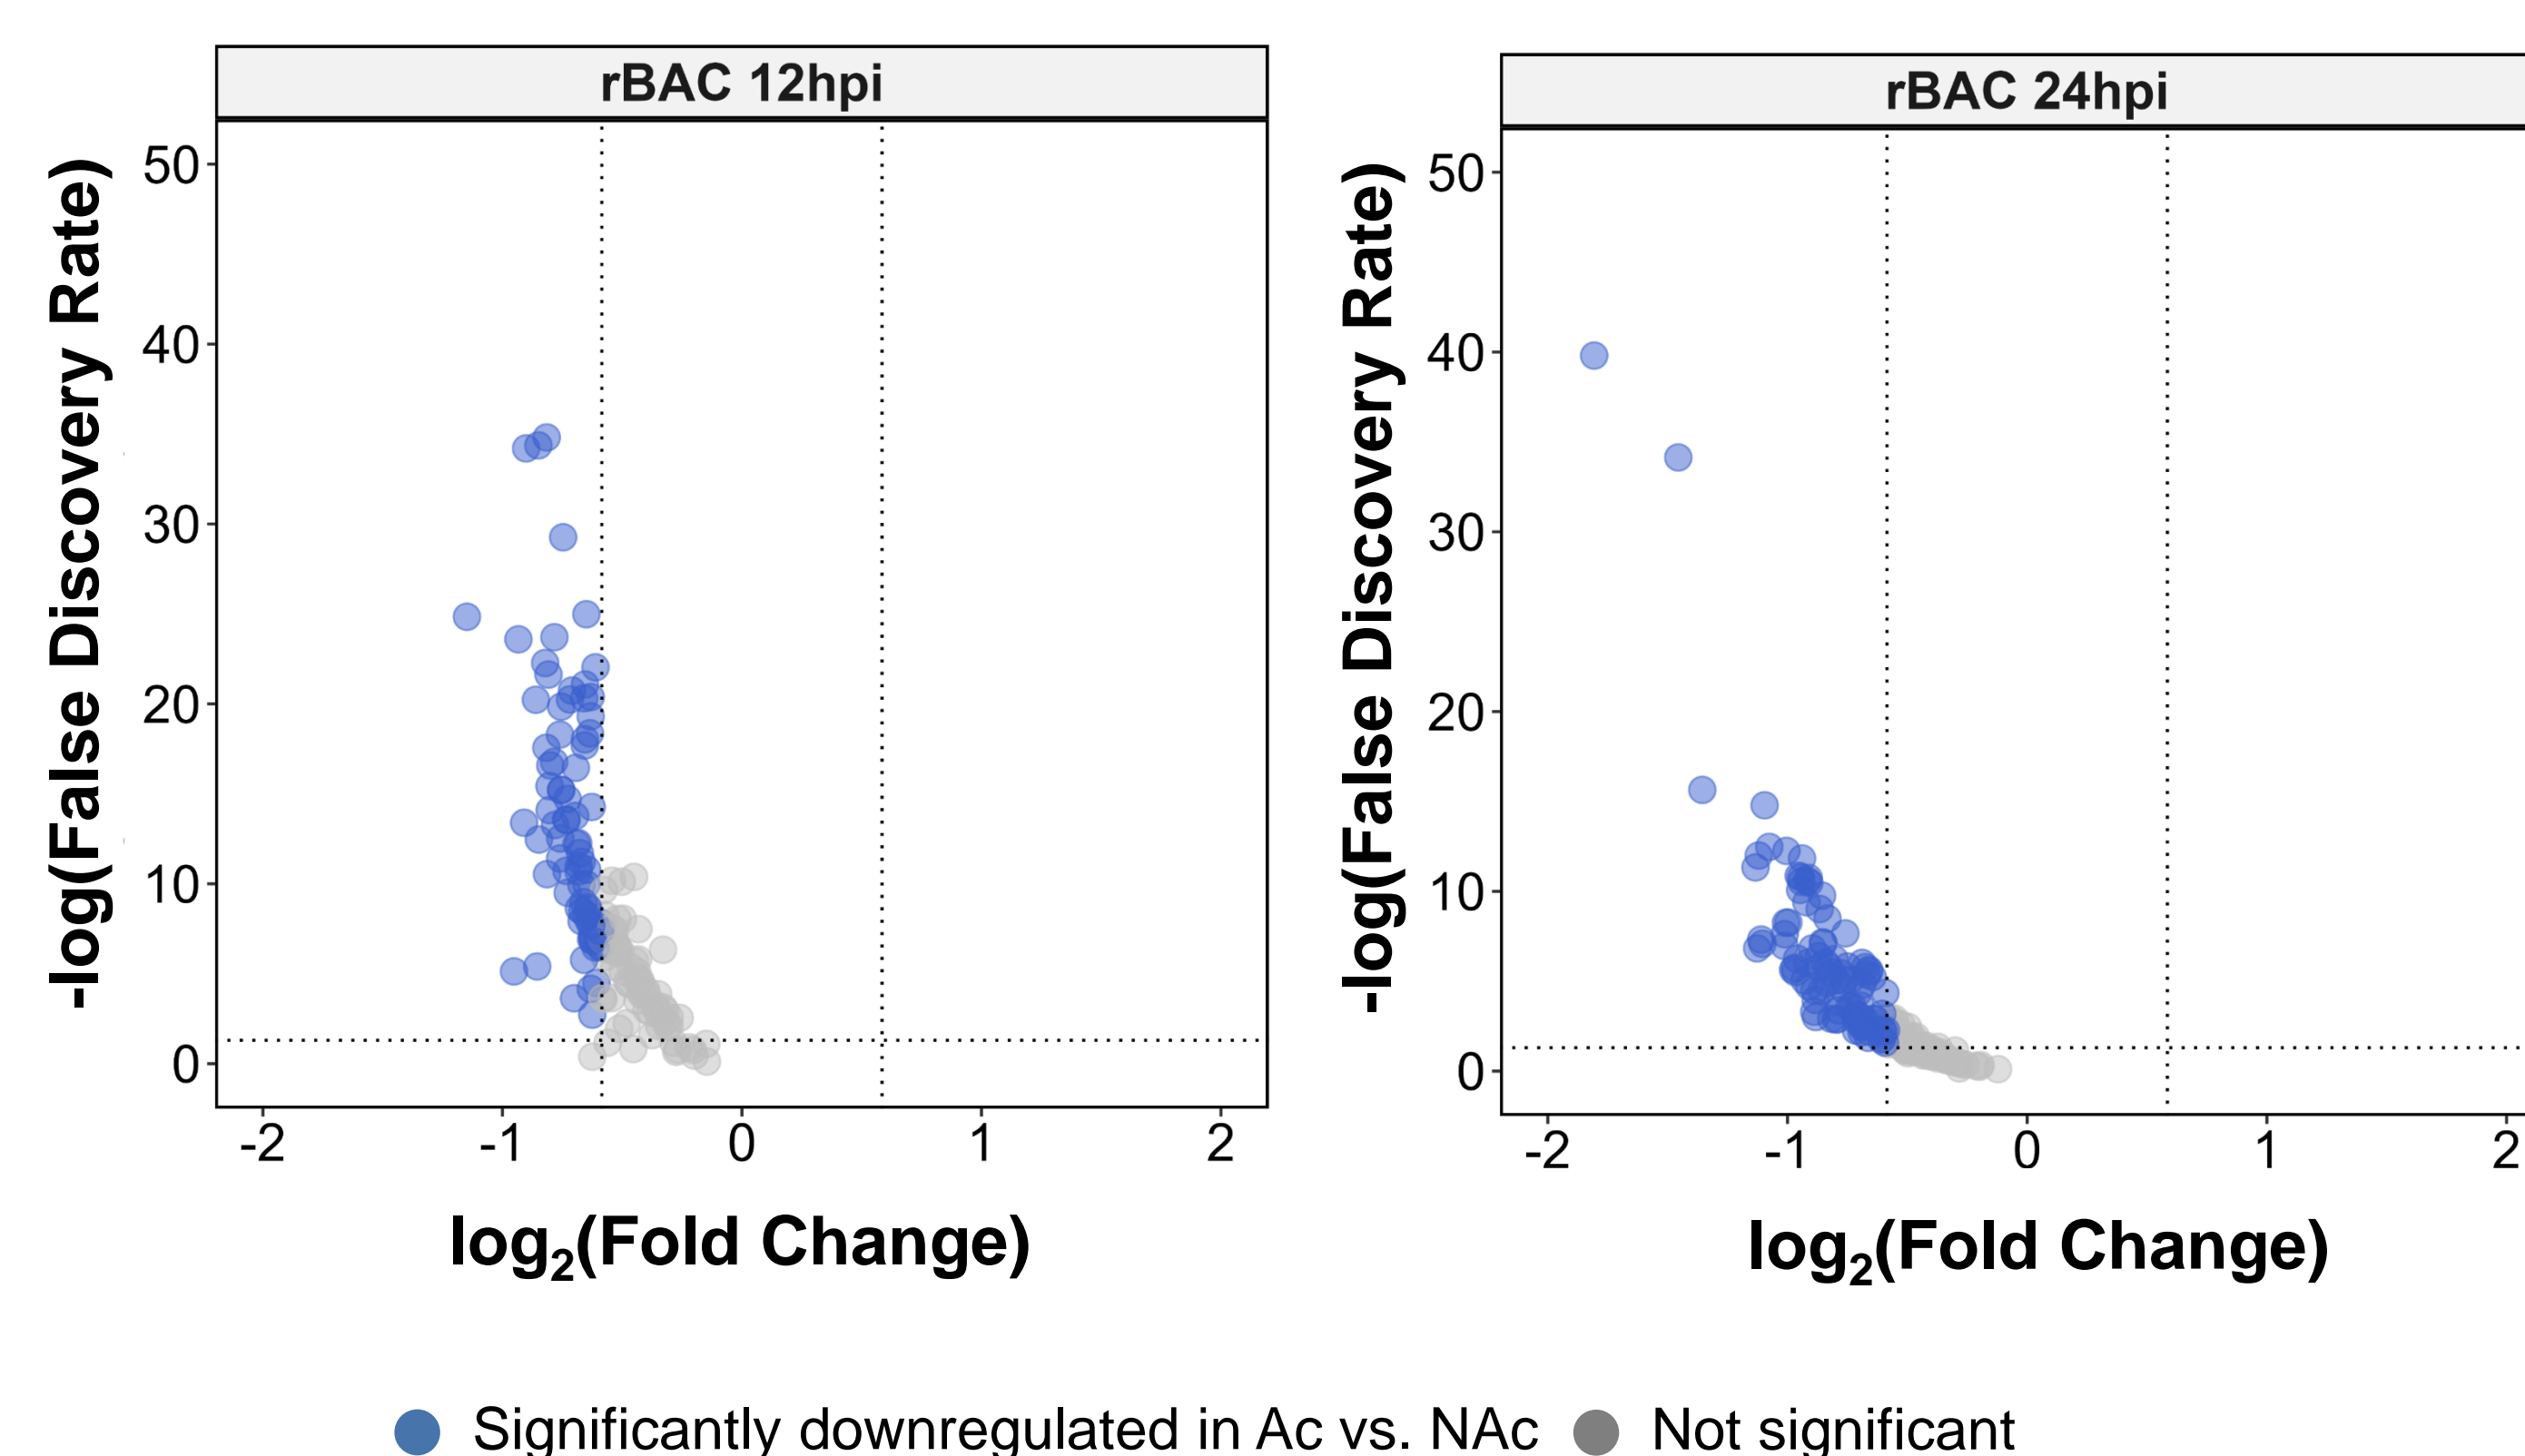 rBAC 12hpi
-log(False Discovery Rate)
50
40
30
20
10
0
-2
-1
0
1
2
log₂(Fold Change)
rBAC 24hpi
-log(False Discovery Rate)
50
40
30
20
10
0
-2
-1
0
1
2
log₂(Fold Change)
Significantly downregulated in Ac vs. NAc
Not significant